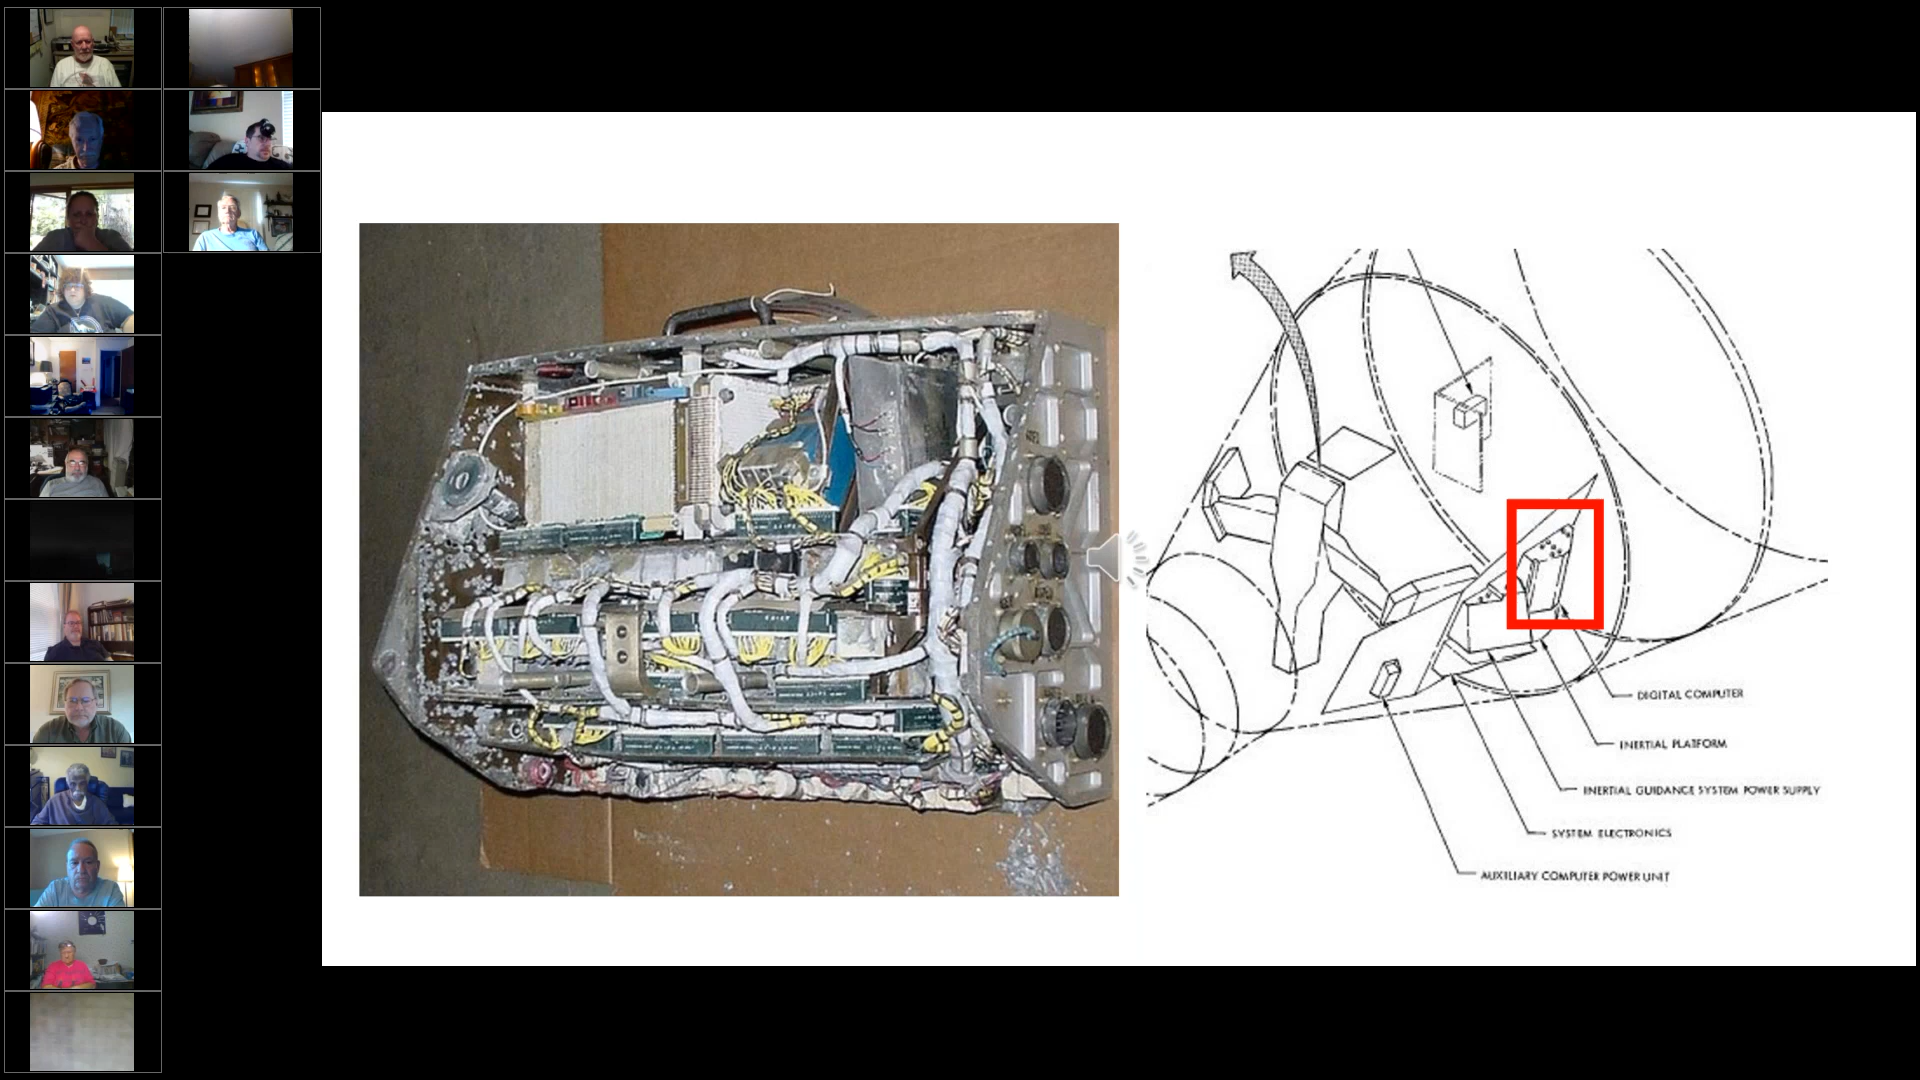 DIGITAL COMPUTER
INERTIAL PLATFORM
INERTIAL GUIDANCE SYSTEM POWER SUPPLY
SYSTEM ELECTRONICS
AUXILIARY COMPUTER POWER UNIT